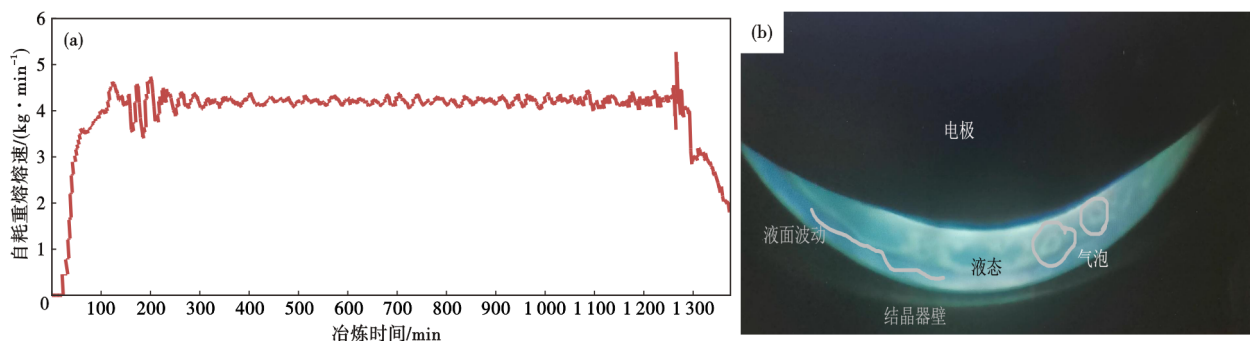 (a)
自耗重熔熔速/(kg·min⁻¹)
6
5
4
3
2
1
0
100 200 300 400 500 600 700 800 900 1 000 1 100 1 200 1 300
冶炼时间/min
(b)
电极
液面波动
液态
气泡
结晶器壁